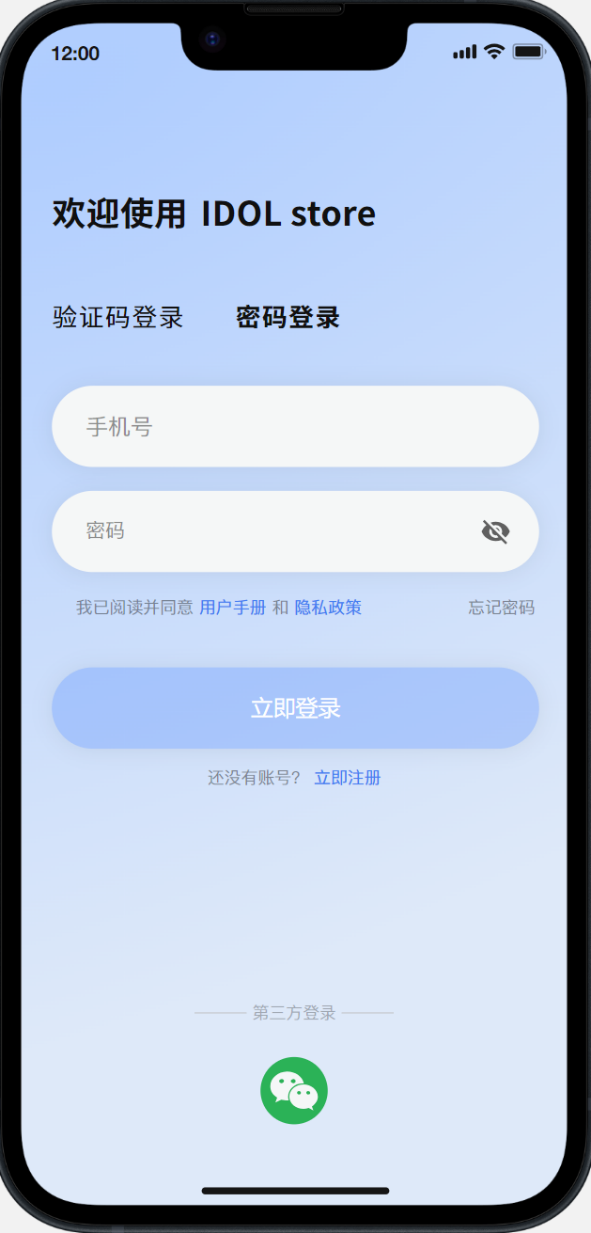 12:00
欢迎使用 IDOL store
验证码登录 密码登录
手机号
密码
我已阅读并同意 用户手册 和 隐私政策 忘记密码
立即登录
还没有账号? 立即注册
第三方登录